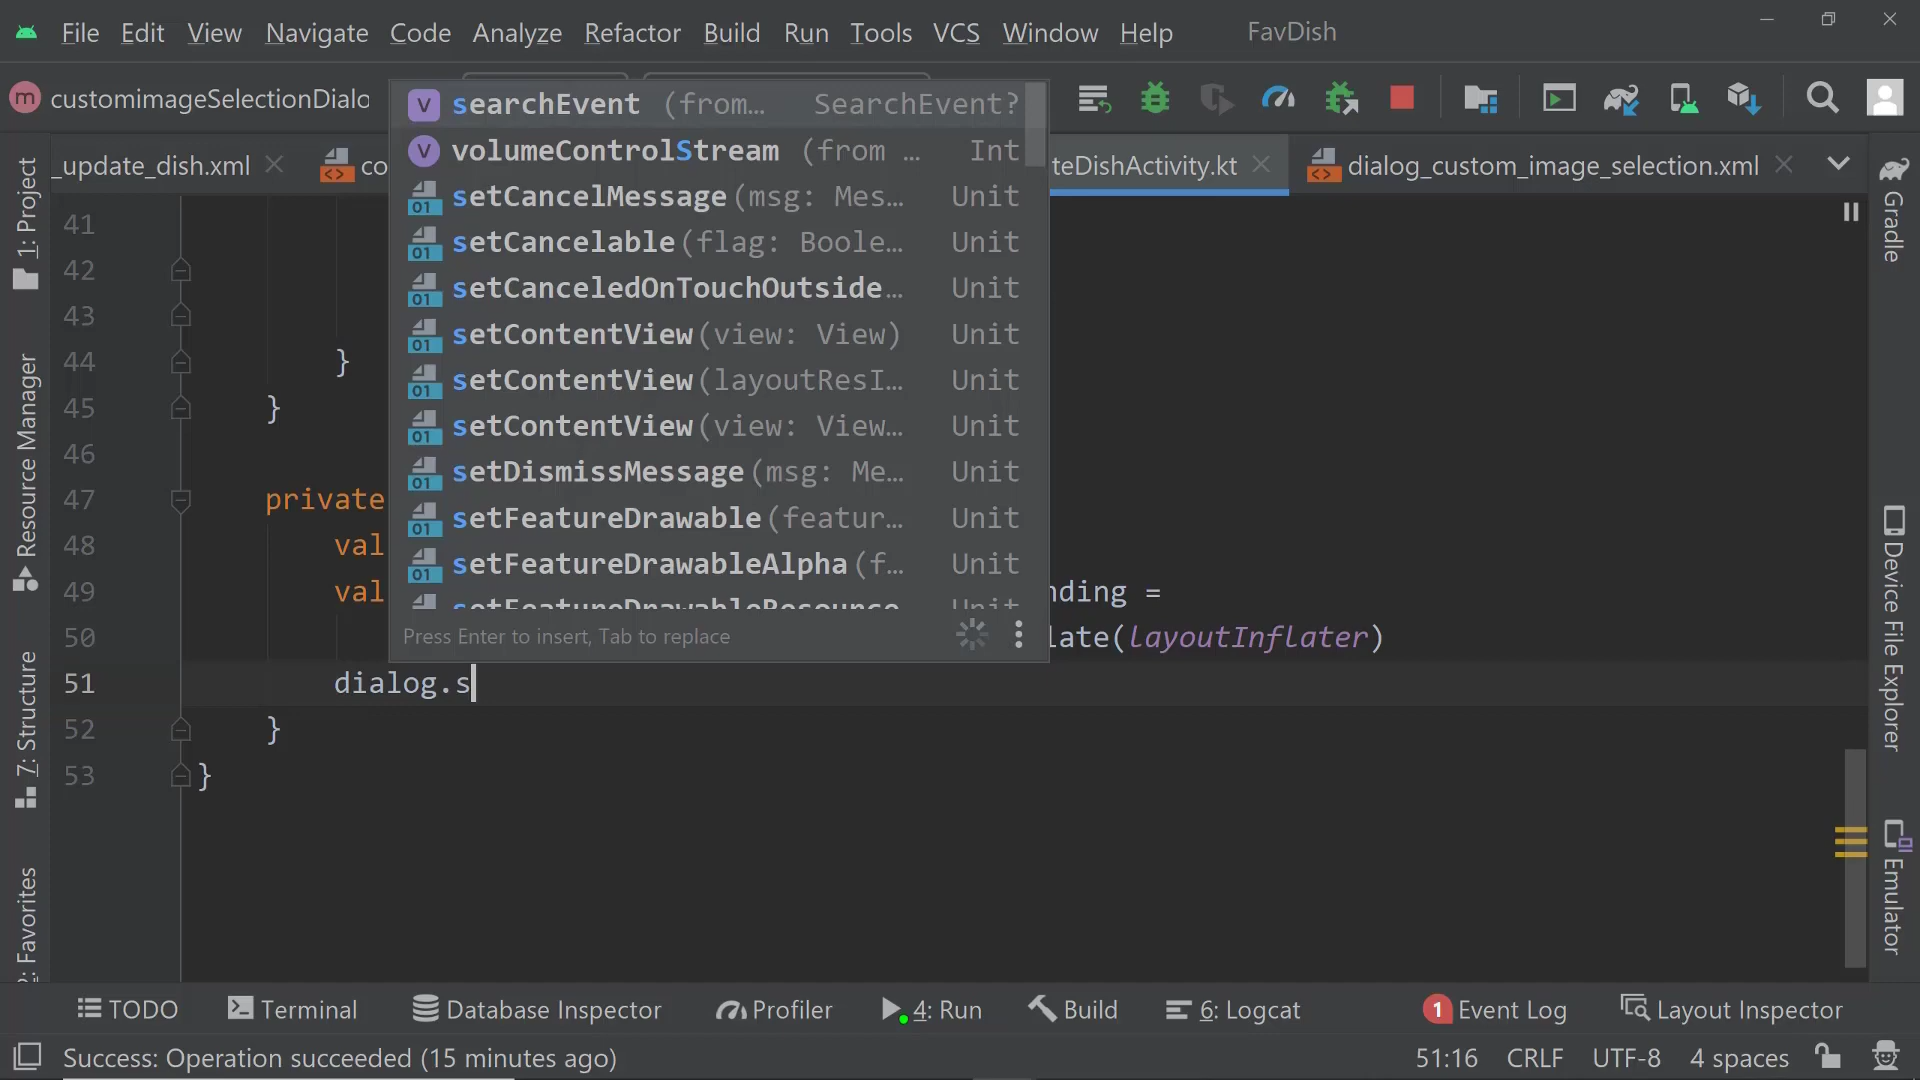 File Edit View Navigate Code Analyze Refactor Build Run Tools VCS Window Help FavDish
customimageSelectionDialo
_update_dish.xml co teDishActivity.kt dialog_custom_image_selection.xml
searchEvent (from… SearchEvent?
volumeControlStream (from … Int
setCancelMessage(msg: Mes… Unit
setCancelable(flag: Boole… Unit
setCanceledOnTouchOutside… Unit
setContentView(view: View) Unit
setContentView(layoutResI… Unit
setContentView(view: View… Unit
setDismissMessage(msg: Me… Unit
setFeatureDrawable(featur… Unit
setFeatureDrawableAlpha(f… Unit
setFeatureDrawableResource Unit
Press Enter to insert, Tab to replace
41
42
43
44 }
45 }
46
47 private
48 val
49 val nding =
50 late(layoutInflater)
51 dialog.s
52 }
53 }
1: Project
Resource Manager
7: Structure
2: Favorites
Gradle
Device File Explorer
Emulator
TODO Terminal Database Inspector Profiler 4: Run Build 6: Logcat 1 Event Log Layout Inspector
Success: Operation succeeded (15 minutes ago) 51:16 CRLF UTF-8 4 spaces